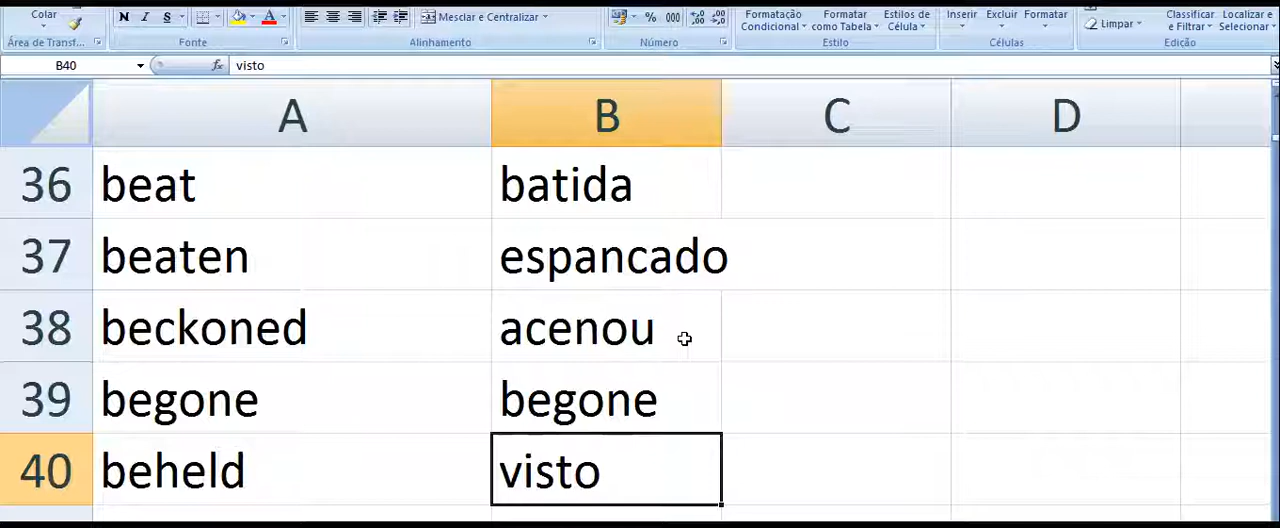 Colar N I S A Mesclar e Centralizar % 000 Formatação Condicional Formatar como Tabela Estilos de Célula Inserir Excluir Formatar Limpar Classificar e Filtrar Localizar e Selecionar
Área de Transf... Fonte Alinhamento Número Estilo Células Edição
B40 fx visto
A B C D
36 beat batida
37 beaten espancado
38 beckoned acenou
39 begone begone
40 beheld visto